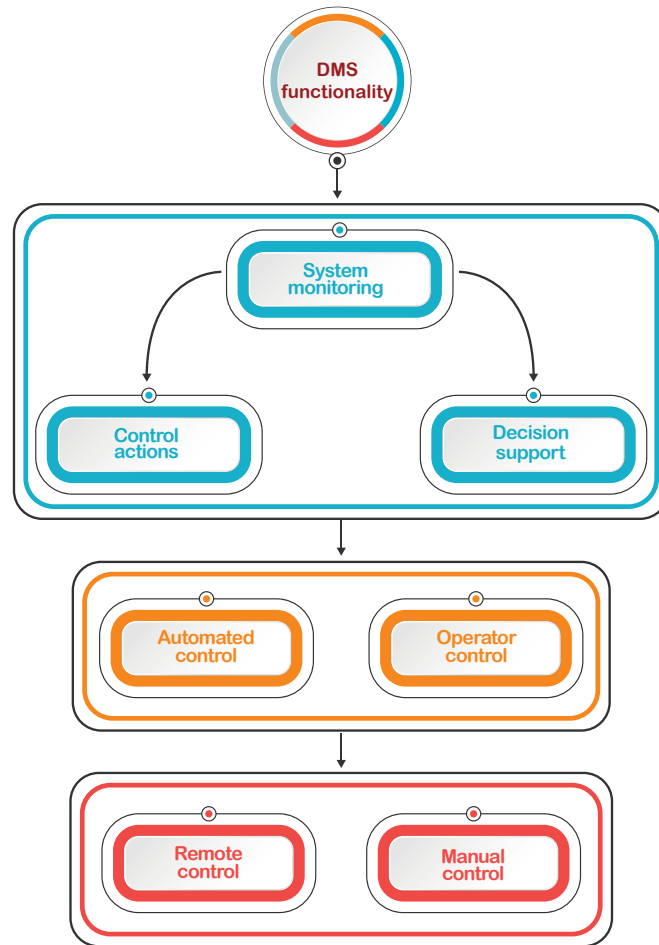 DMS
functionality
System
monitoring
Control
actions
Decision
support
Automated
control
Operator
control
Remote
control
Manual
control